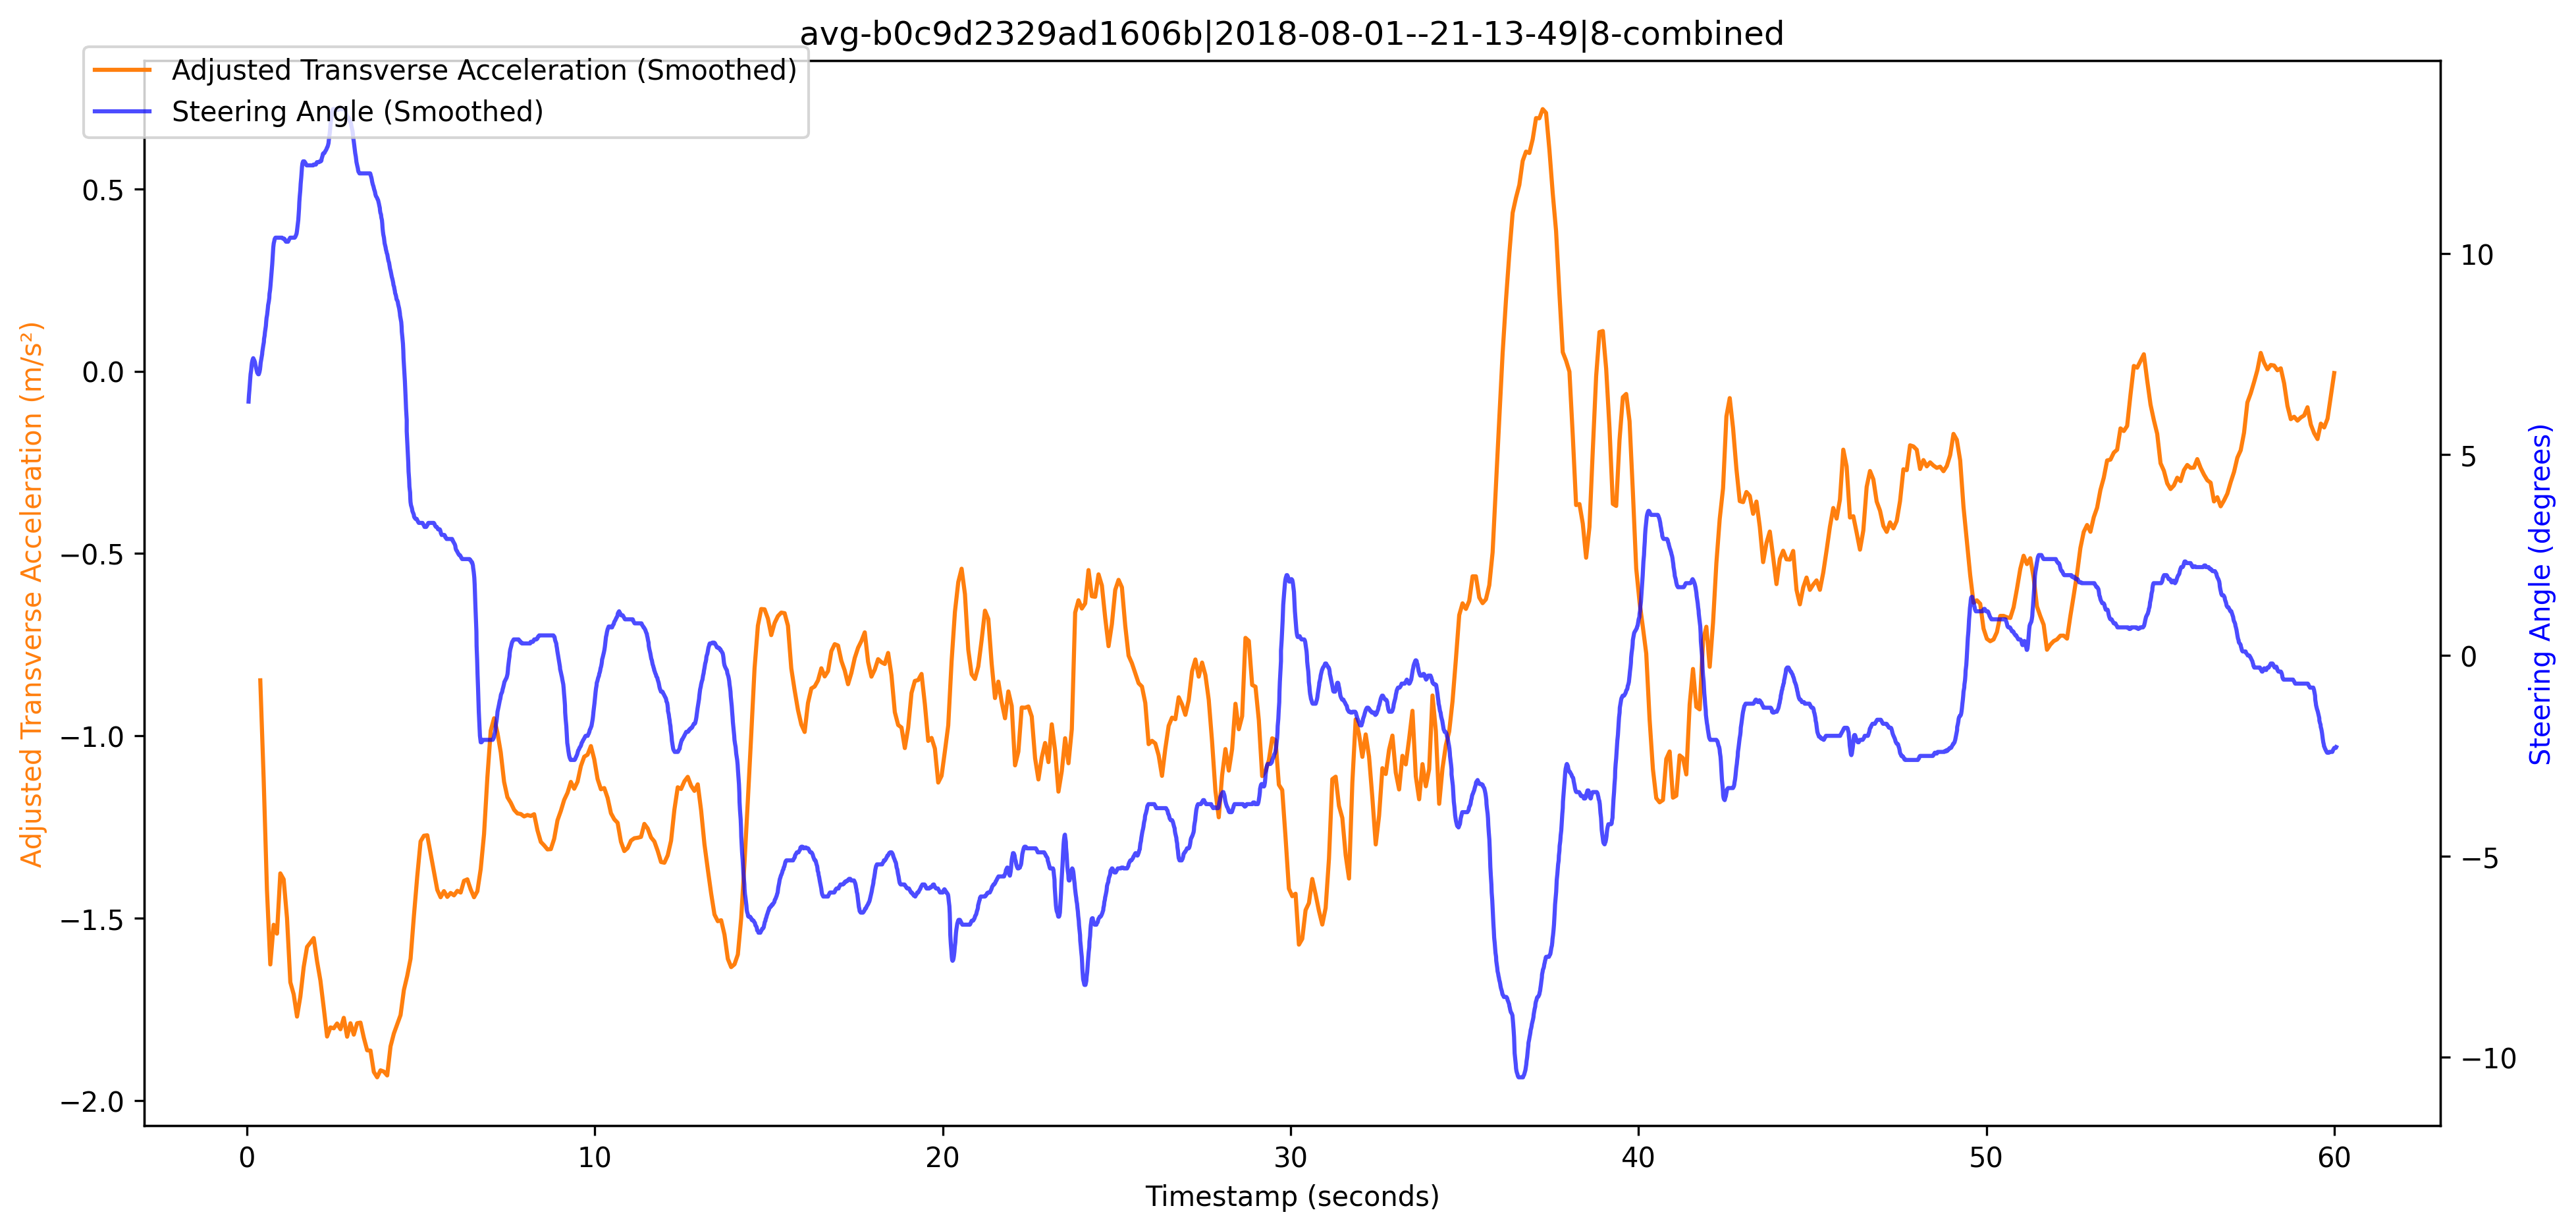 avg-b0c9d2329ad1606b|2018-08-01--21-13-49|8-combined
Adjusted Transverse Acceleration (Smoothed)
Steering Angle (Smoothed)
Adjusted Transverse Acceleration (m/s²)
0.5
0.0
−0.5
−1.0
−1.5
−2.0
10
5
0
−5
−10
Steering Angle (degrees)
0 10 20 30 40 50 60
Timestamp (seconds)